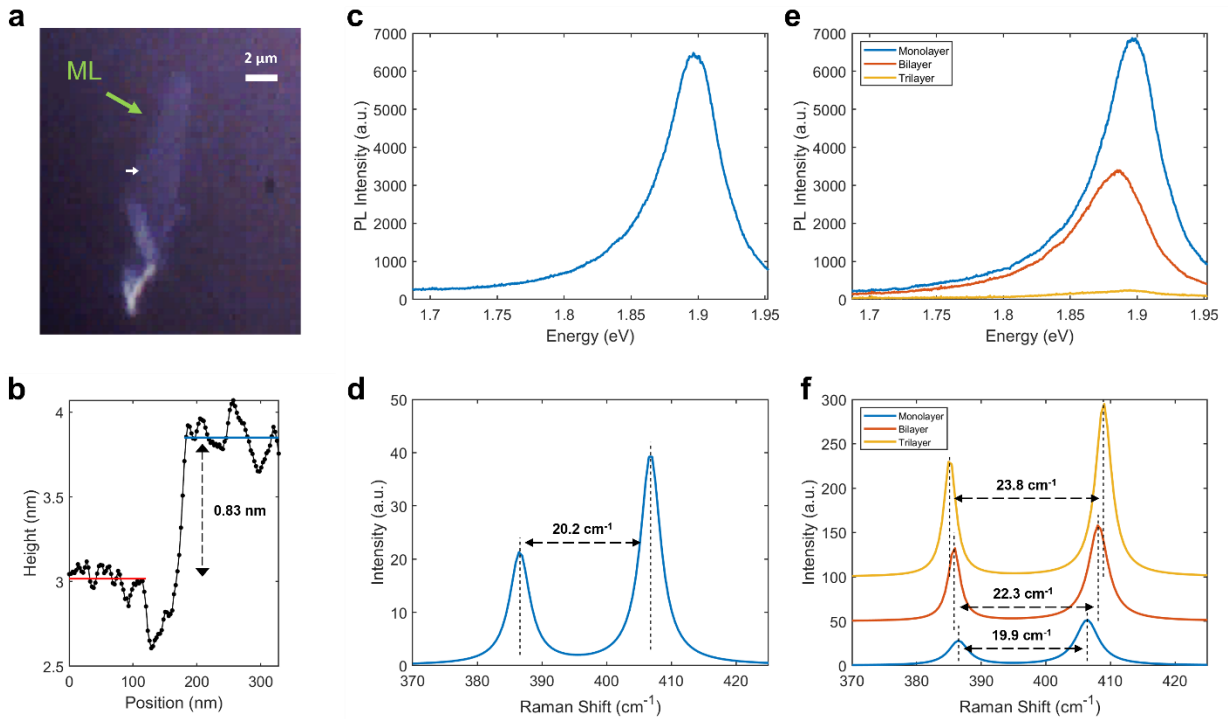 a
ML
2 μm
b
4
3.5
3
2.5
Height (nm)
0.83 nm
0 100 200 300
Position (nm)
c
7000
6000
5000
4000
3000
2000
1000
0
PL Intensity (a.u.)
1.7 1.75 1.8 1.85 1.9 1.95
Energy (eV)
d
50
40
30
20
10
0
Intensity (a.u.)
20.2 cm⁻¹
370 380 390 400 410 420
Raman Shift (cm⁻¹)
e
7000
6000
5000
4000
3000
2000
1000
0
PL Intensity (a.u.)
Monolayer
Bilayer
Trilayer
1.7 1.75 1.8 1.85 1.9 1.95
Energy (eV)
f
300
250
200
150
100
50
0
Intensity (a.u.)
Monolayer
Bilayer
Trilayer
23.8 cm⁻¹
22.3 cm⁻¹
19.9 cm⁻¹
370 380 390 400 410 420
Raman Shift (cm⁻¹)